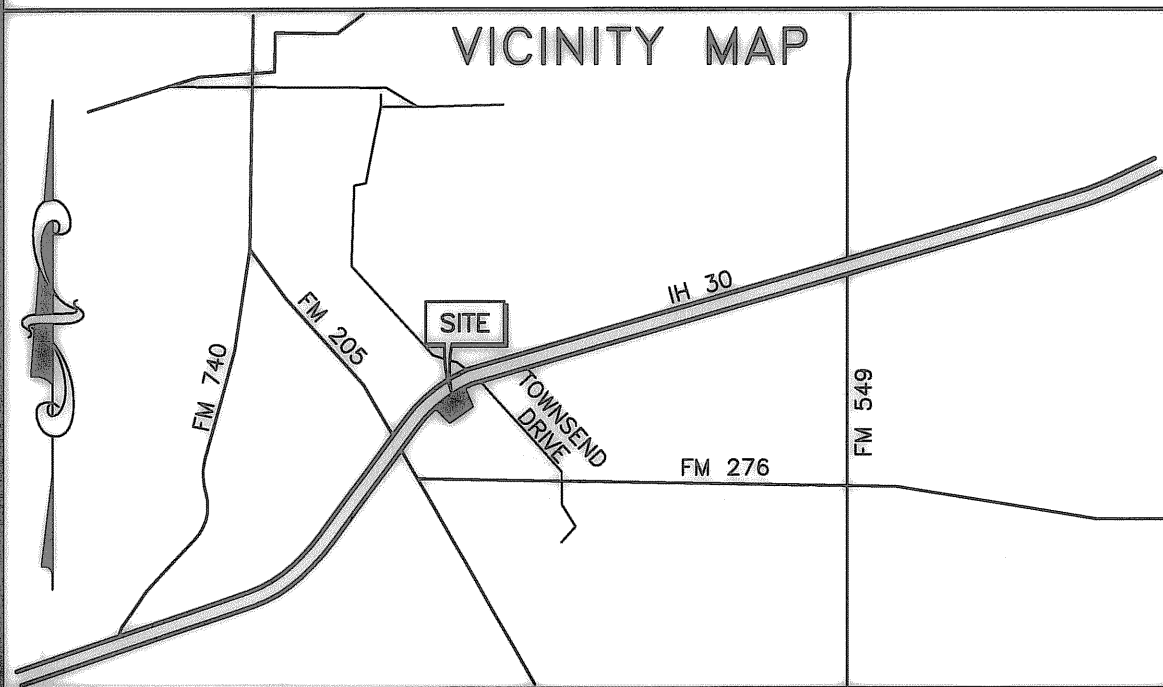 VICINITY MAP
IH 30
FM 205
SITE
FM 740
TOWNSEND
DRIVE
FM 549
FM 276